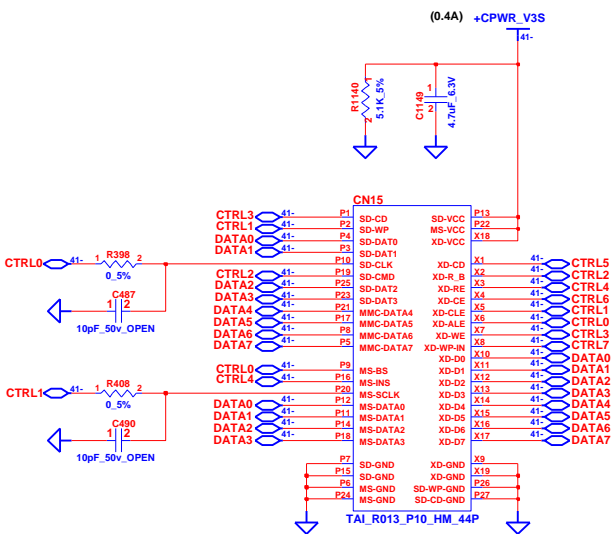 (0.4A) +CPWR_V3S
41-
1
R1140
5.1K_5%
2
1
C1149
2
4.7uF_6.3V
CN15
CTRL3 41- P1 SD-CD SD-VCC P13
CTRL1 41- P2 SD-WP MS-VCC P22
DATA0 41- P4 SD-DAT0 XD-VCC X18
DATA1 41- P3 SD-DAT1
CTRL0 41- 1 R398 2 P10 SD-CLK XD-CD X1 41- CTRL5
0_5%
CTRL2 41- P19 SD-CMD XD-R_B X2 41- CTRL2
DATA2 41- P25 SD-DAT2 XD-RE X3 41- CTRL4
DATA3 41- P23 SD-DAT3 XD-CE X4 41- CTRL6
C487
1 2
10pF_50v_OPEN
DATA4 41- P21 MMC-DATA4 XD-CLE X5 41- CTRL1
DATA5 41- P17 MMC-DATA5 XD-ALE X6 41- CTRL0
DATA6 41- P8 MMC-DATA6 XD-WE X7 41- CTRL3
DATA7 41- P5 MMC-DATA7 XD-WP-IN X8 41- CTRL7
XD-D0 X10 41- DATA0
CTRL0 41- P9 MS-BS XD-D1 X11 41- DATA1
CTRL4 41- P16 MS-INS XD-D2 X12 41- DATA2
CTRL1 41- 1 R408 2 P20 MS-SCLK XD-D3 X13 41- DATA3
0_5%
DATA0 41- P12 MS-DATA0 XD-D4 X14 41- DATA4
DATA1 41- P11 MS-DATA1 XD-D5 X15 41- DATA5
DATA2 41- P14 MS-DATA2 XD-D6 X16 41- DATA6
DATA3 41- P18 MS-DATA3 XD-D7 X17 41- DATA7
C490
1 2
10pF_50v_OPEN
P7 SD-GND XD-GND X9
P15 SD-GND XD-GND X19
P6 MS-GND SD-WP-GND P26
P24 MS-GND SD-CD-GND P27
TAI_R013_P10_HM_44P